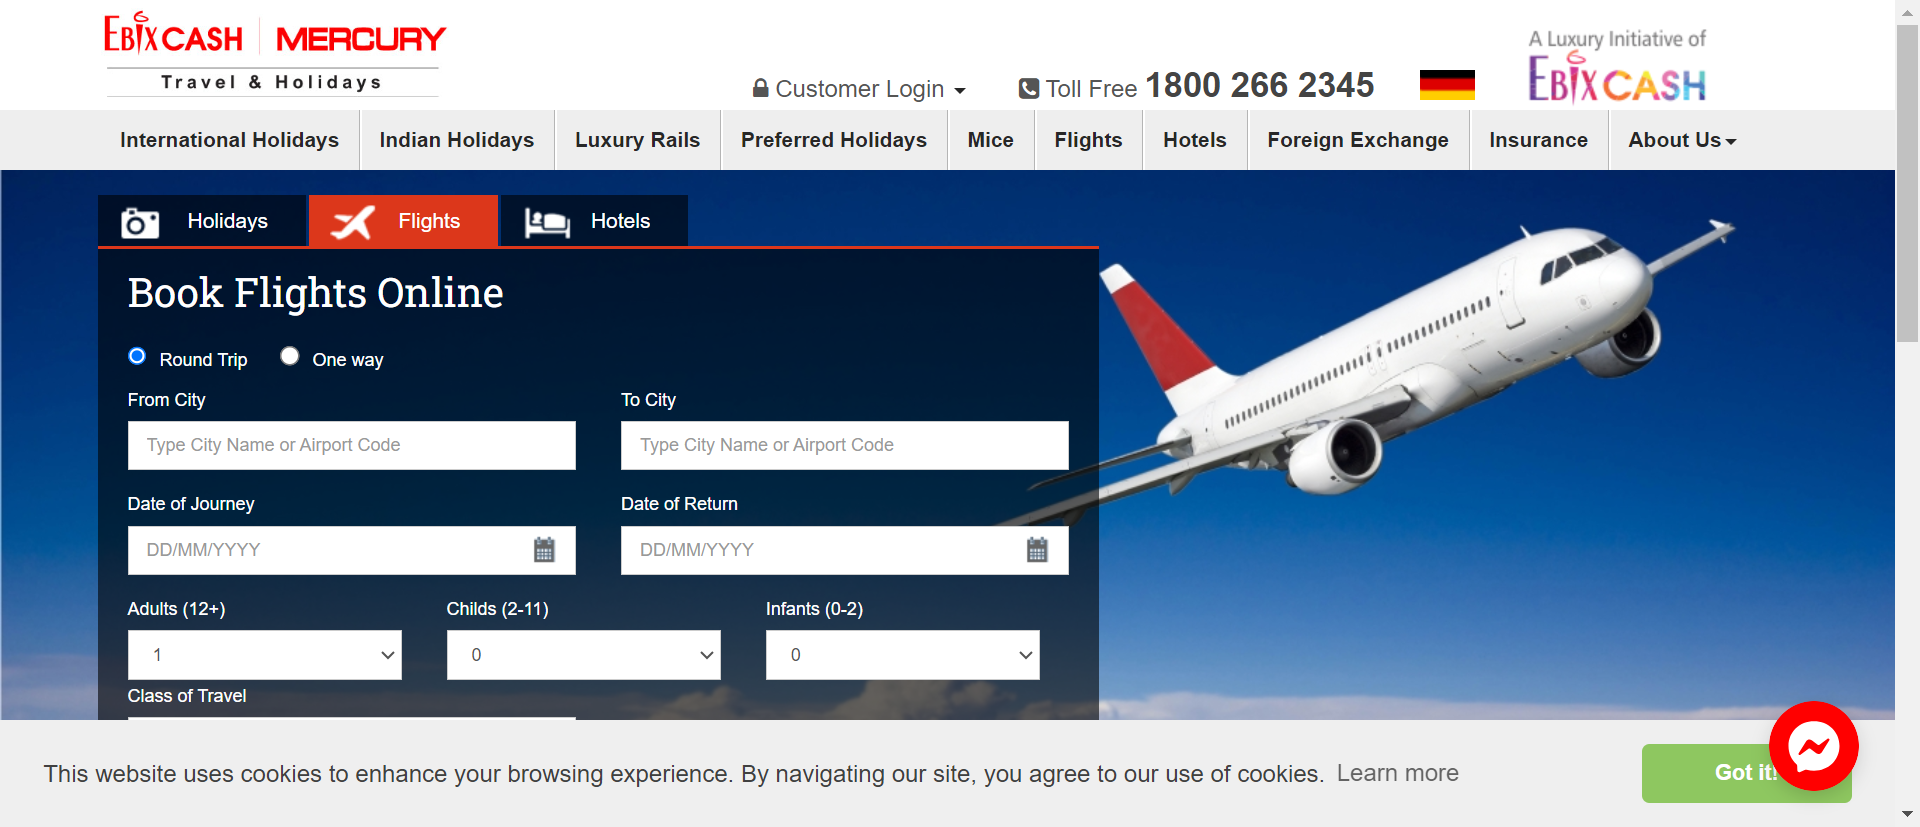 EBIXCASH MERCURY
Travel & Holidays
Customer Login
Toll Free 1800 266 2345
A Luxury Initiative of
EBIXCASH
International Holidays Indian Holidays Luxury Rails Preferred Holidays Mice Flights Hotels Foreign Exchange Insurance About Us
Holidays Flights Hotels
Book Flights Online
Round Trip One way
From City To City
Type City Name or Airport Code Type City Name or Airport Code
Date of Journey Date of Return
DD/MM/YYYY DD/MM/YYYY
Adults (12+) Childs (2-11) Infants (0-2)
1 0 0
Class of Travel
This website uses cookies to enhance your browsing experience. By navigating our site, you agree to our use of cookies. Learn more
Got it!